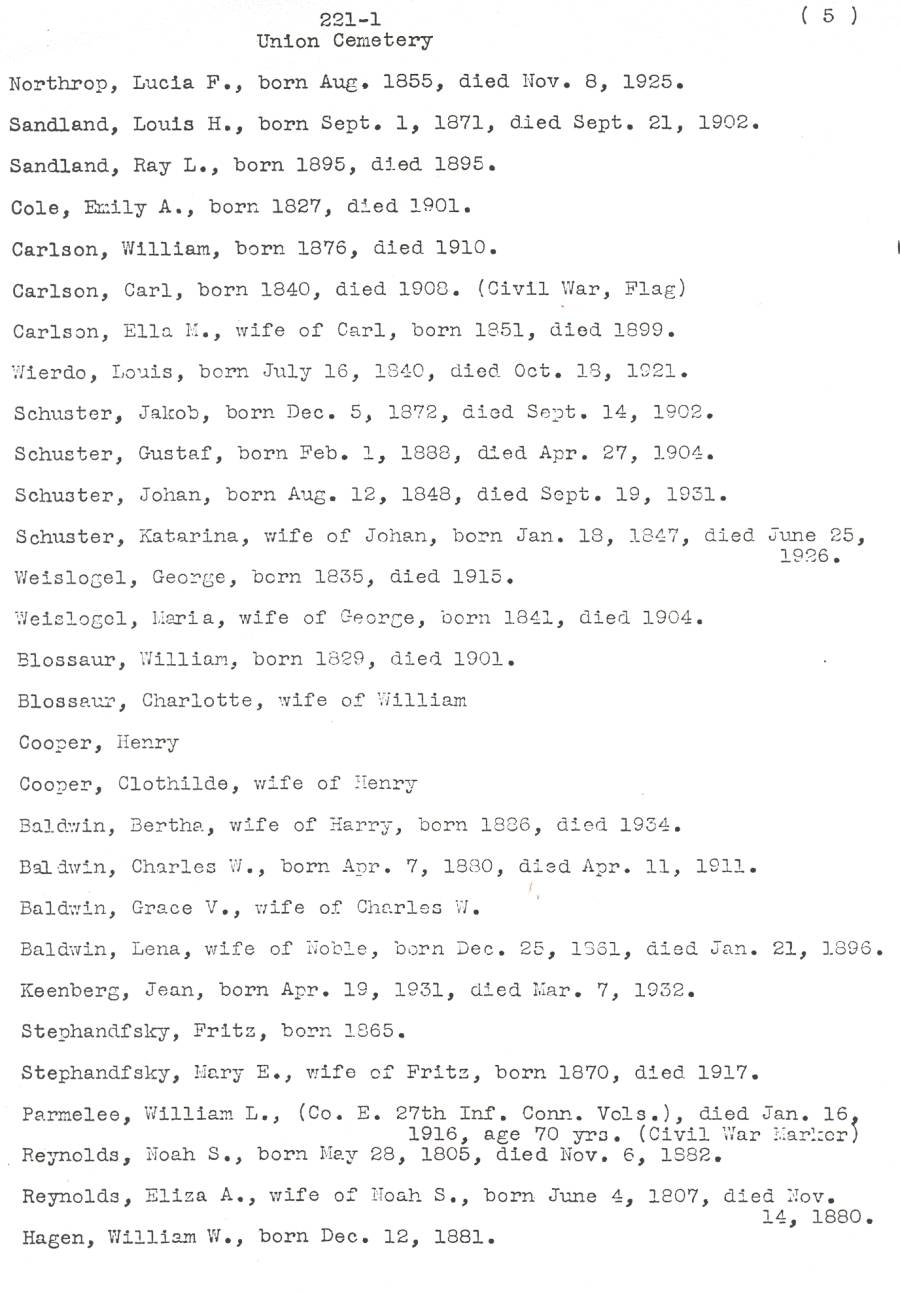 221-1
( 5 )
Union Cemetery
Northrop, Lucia F., born Aug. 1855, died Nov. 8, 1925.
Sandland, Louis H., born Sept. 1, 1871, died Sept. 21, 1902.
Sandland, Ray L., born 1895, died 1895.
Cole, Emily A., born 1827, died 1901.
Carlson, William, born 1876, died 1910.
Carlson, Carl, born 1840, died 1908. (Civil War, Flag)
Carlson, Ella M., wife of Carl, born 1851, died 1899.
Wierdo, Louis, born July 16, 1840, died Oct. 18, 1921.
Schuster, Jakob, born Dec. 5, 1872, died Sept. 14, 1902.
Schuster, Gustaf, born Feb. 1, 1888, died Apr. 27, 1904.
Schuster, Johan, born Aug. 12, 1848, died Sept. 19, 1931.
Schuster, Katarina, wife of Johan, born Jan. 18, 1847, died June 25,
1926.
Weislogel, George, born 1835, died 1915.
Weislogel, Maria, wife of George, born 1841, died 1904.
Blossaur, William, born 1829, died 1901.
Blossaur, Charlotte, wife of William
Cooper, Henry
Cooper, Clothilde, wife of Henry
Baldwin, Bertha, wife of Harry, born 1886, died 1934.
Baldwin, Charles W., born Apr. 7, 1880, died Apr. 11, 1911.
Baldwin, Grace V., wife of Charles W.
Baldwin, Lena, wife of Noble, born Dec. 25, 1861, died Jan. 21, 1896.
Keenberg, Jean, born Apr. 19, 1931, died Mar. 7, 1932.
Stephandfsky, Fritz, born 1865.
Stephandfsky, Mary E., wife of Fritz, born 1870, died 1917.
Parmelee, William L., (Co. E. 27th Inf. Conn. Vols.), died Jan. 16,
1916, age 70 yrs. (Civil War Marker)
Reynolds, Noah S., born May 28, 1805, died Nov. 6, 1882.
Reynolds, Eliza A., wife of Noah S., born June 4, 1807, died Nov.
14, 1880.
Hagen, William W., born Dec. 12, 1881.